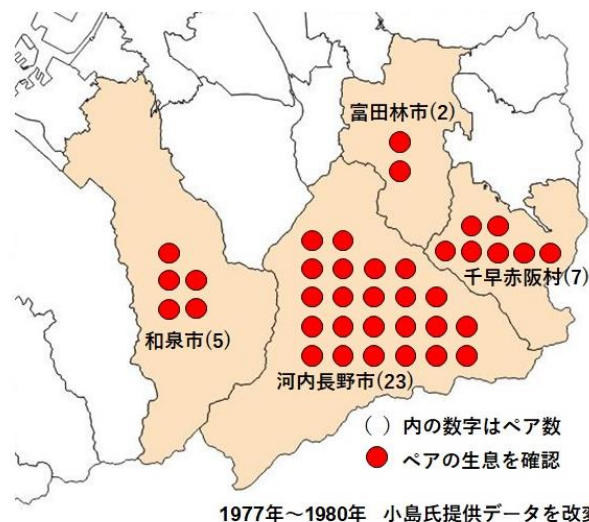 富田林市(2)
千早赤阪村(7)
和泉市(5)
河内長野市(23)
( ) 内の数字はペア数
ペアの生息を確認
1977年～1980年 小島氏提供データを改変